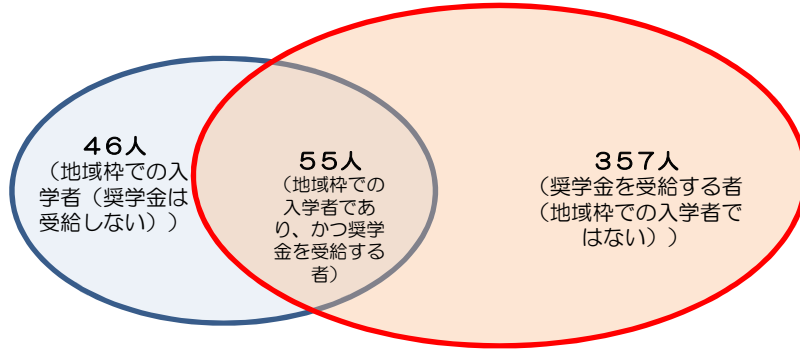 46人
（地域枠での入
学者（奨学金は
受給しない））
55人
（地域枠での
入学者であ
り、かつ奨学
金を受給する
者）
357人
（奨学金を受給する者
（地域枠での入学者で
はない））